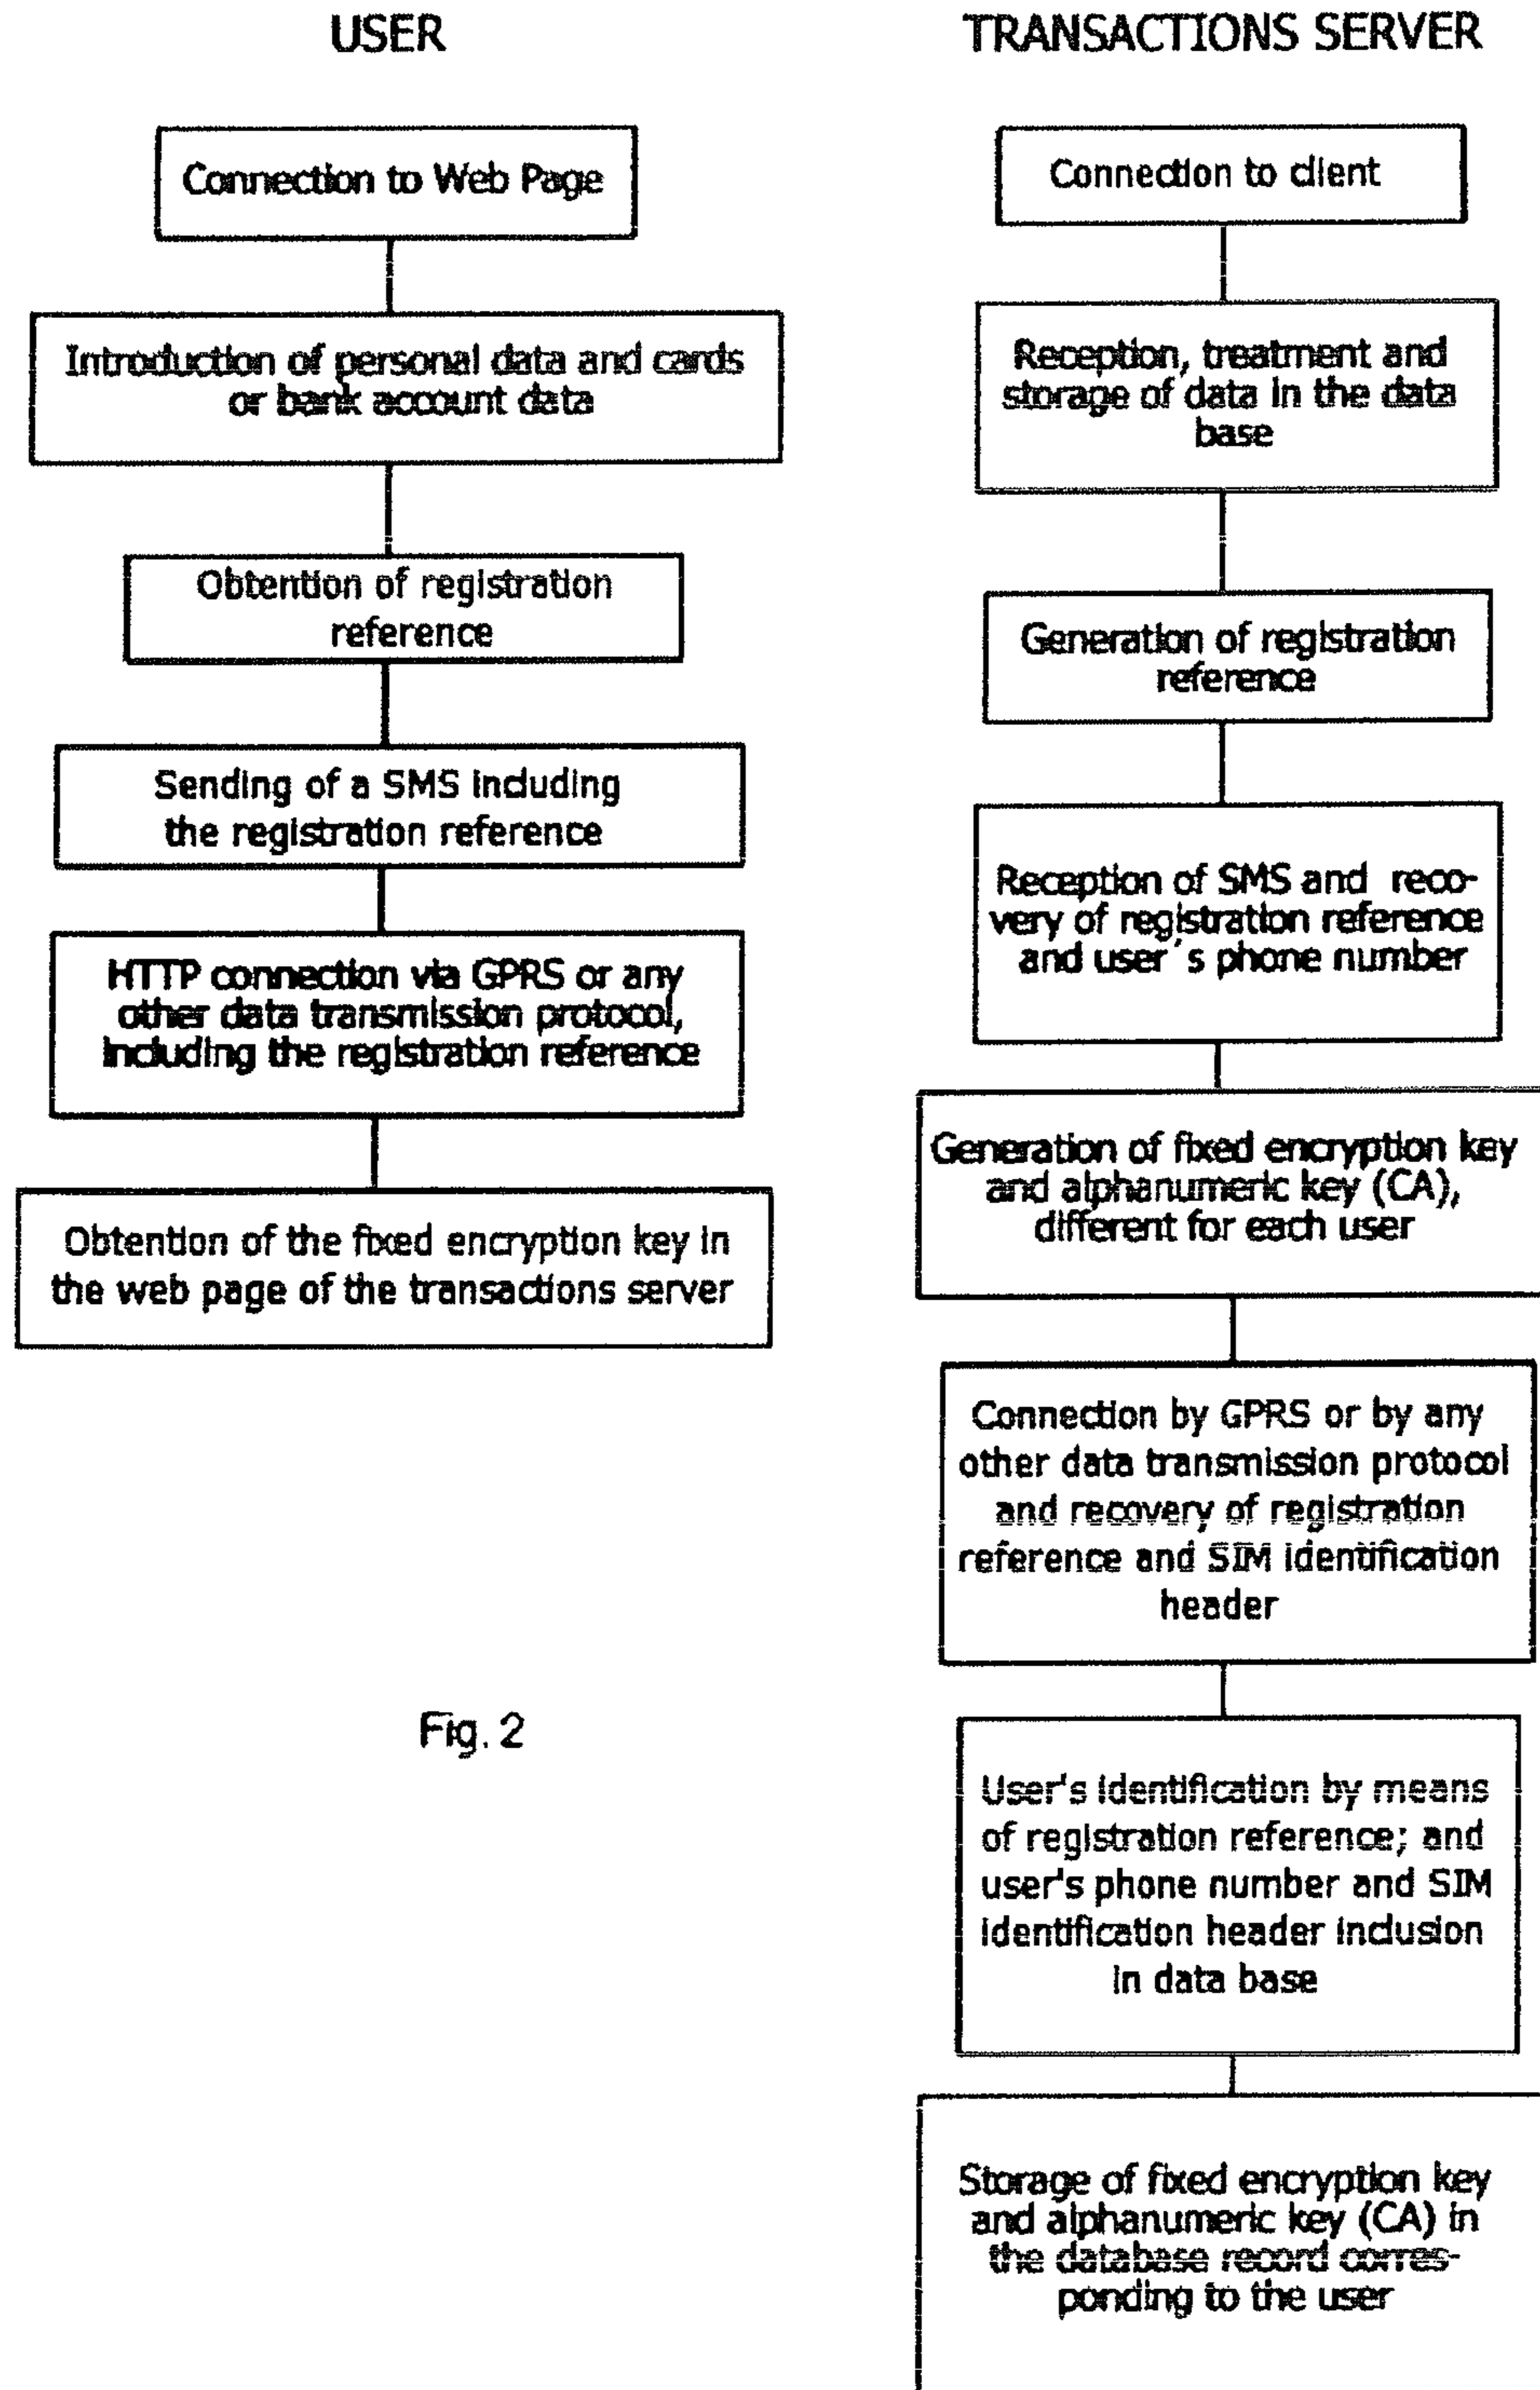 USER
Connection to Web Page
Introduction of personal data and cards
or bank account data
Obtention of registration
reference
Sending of a SMS including
the registration reference
HTTP connection via GPRS or any
other data transmission protocol,
including the registration reference
Obtention of the fixed encryption key in
the web page of the transactions server
Fig. 2
TRANSACTIONS SERVER
Connection to client
Reception, treatment and
storage of data in the data
base
Generation of registration
reference
Reception of SMS and reco-
very of registration reference
and user´s phone number
Generation of fixed encryption key
and alphanumeric key (CA),
different for each user
Connection by GPRS or by any
other data transmission protocol
and recovery of registration
reference and SIM identification
header
User's identification by means
of registration reference; and
user's phone number and SIM
identification header inclusion
in data base
Storage of fixed encryption key
and alphanumeric key (CA) in
the database record corres-
ponding to the user